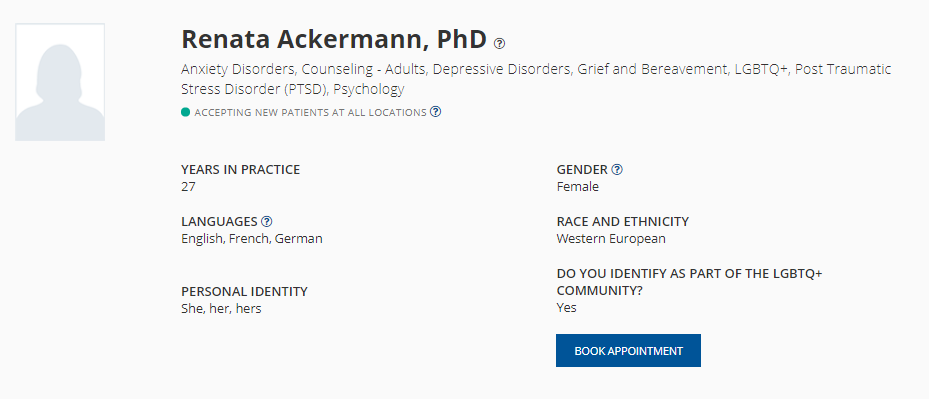 Renata Ackermann, PhD
Anxiety Disorders, Counseling - Adults, Depressive Disorders, Grief and Bereavement, LGBTQ+, Post Traumatic
Stress Disorder (PTSD), Psychology
ACCEPTING NEW PATIENTS AT ALL LOCATIONS
YEARS IN PRACTICE
27
GENDER
Female
LANGUAGES
English, French, German
RACE AND ETHNICITY
Western European
PERSONAL IDENTITY
She, her, hers
DO YOU IDENTIFY AS PART OF THE LGBTQ+
COMMUNITY?
Yes
BOOK APPOINTMENT